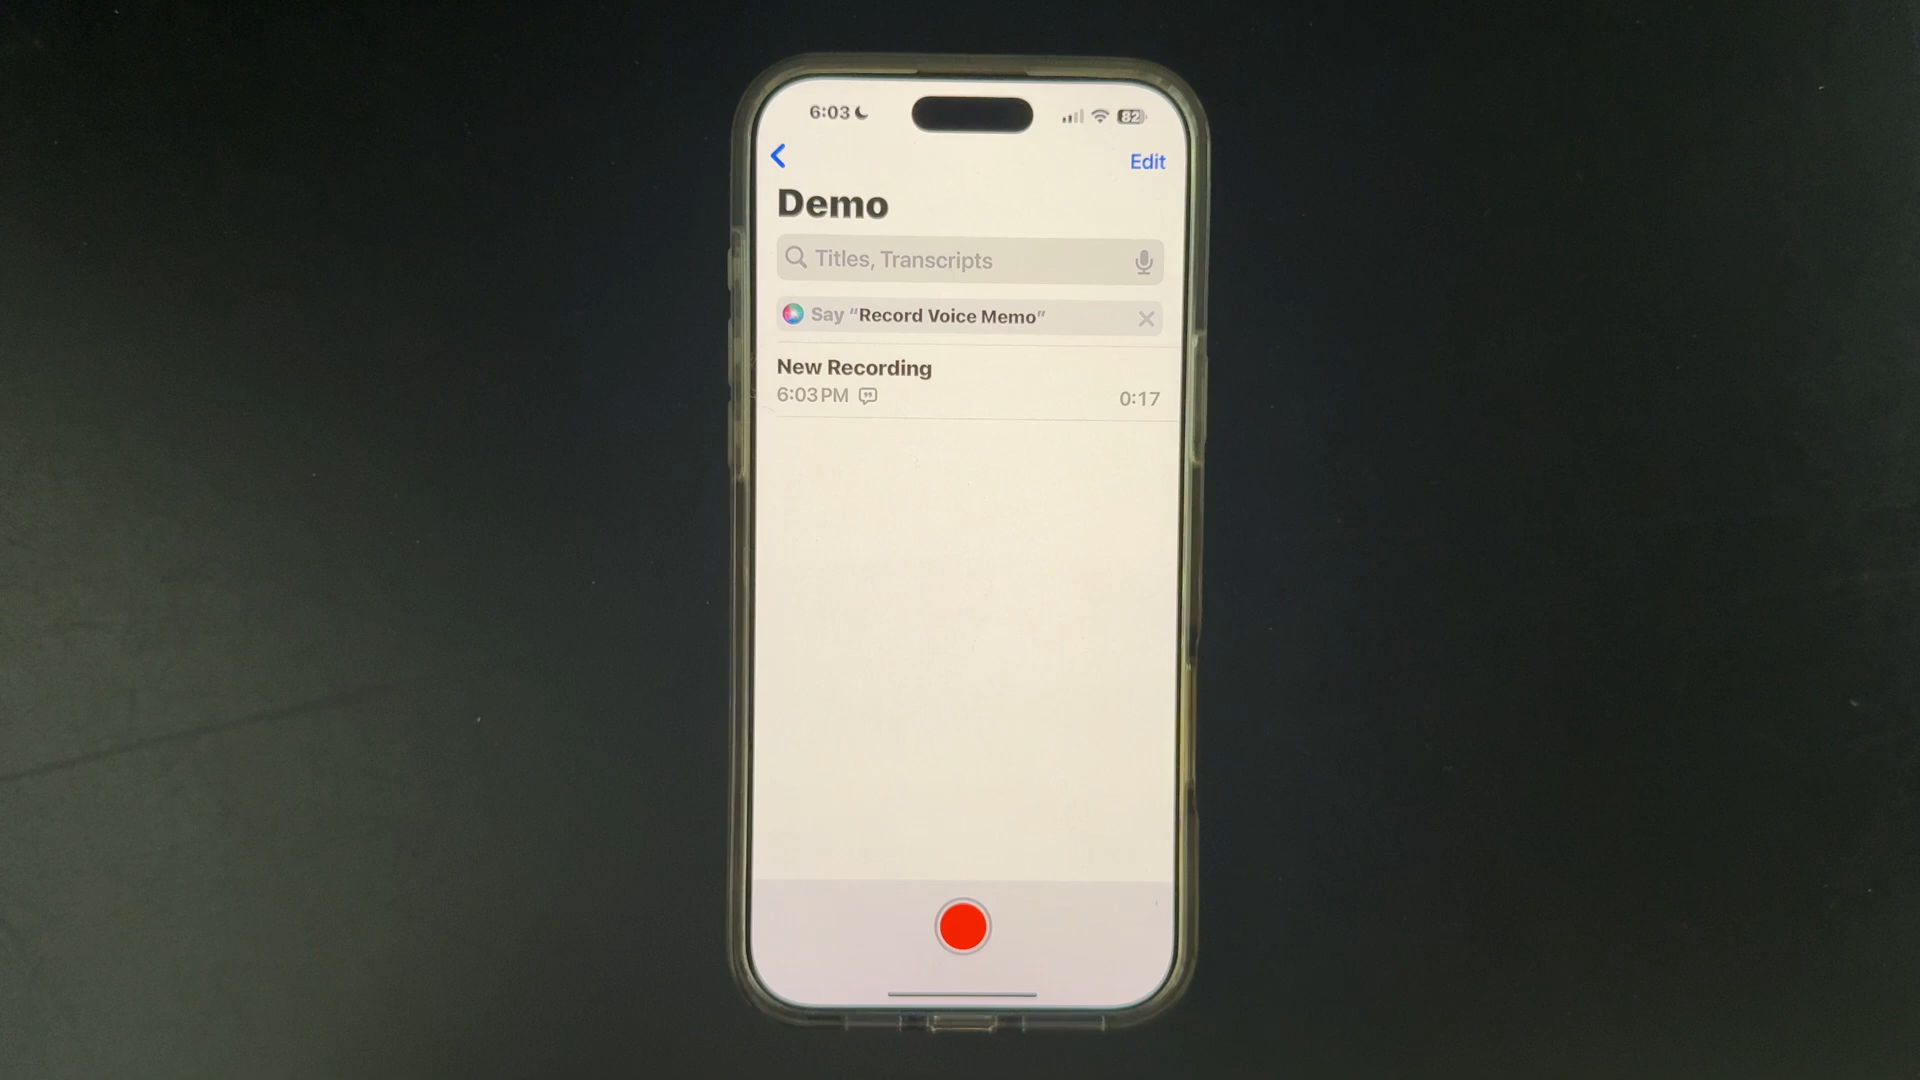 6:03
82
Edit
Demo
Titles, Transcripts
Say “Record Voice Memo”
New Recording
6:03 PM
0:17